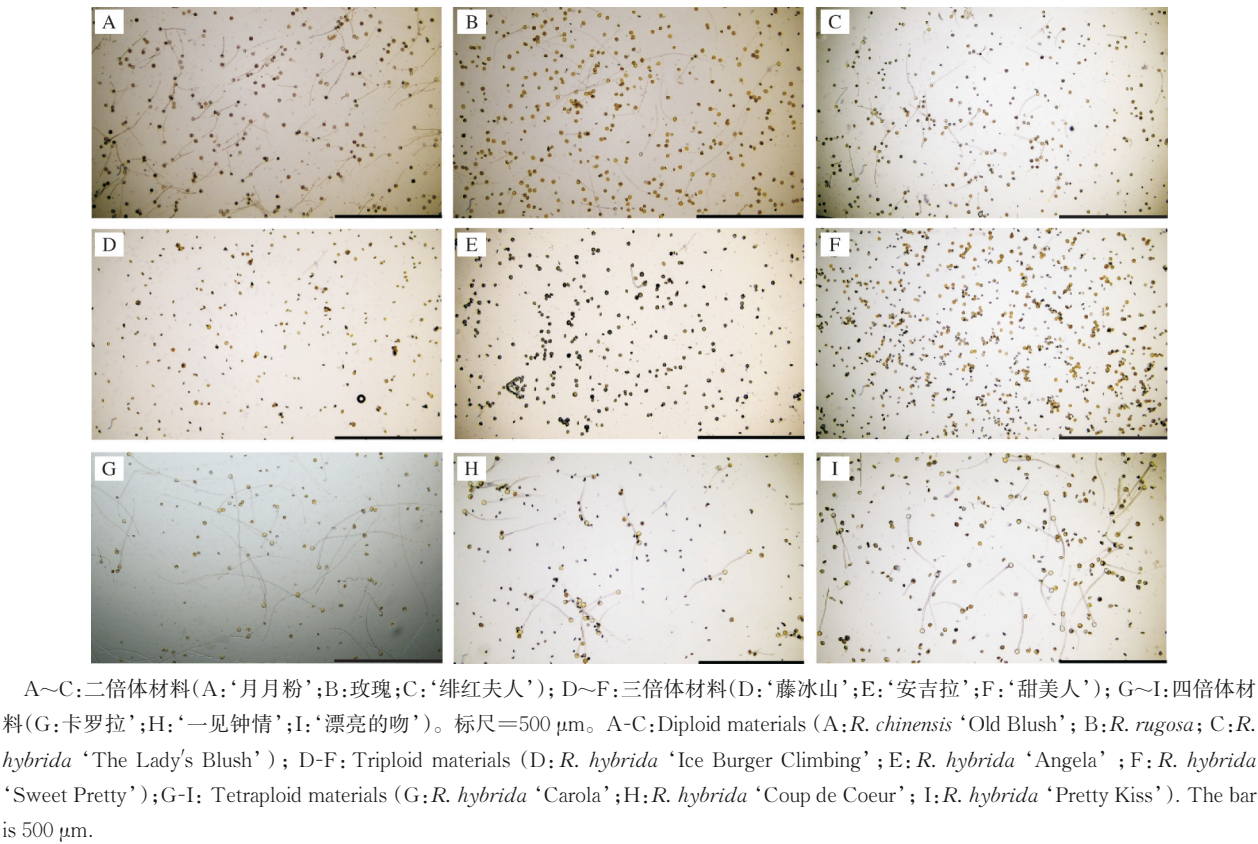 A
B
C
D
E
F
G
H
I
A~C:二倍体材料(A:‘月月粉’;B:玫瑰;C:‘绯红夫人’); D~F:三倍体材料(D:‘藤冰山’;E:‘安吉拉’;F:‘甜美人’); G~I:四倍体材
料(G:卡罗拉’;H:‘一见钟情’;I:‘漂亮的吻’)。标尺=500 μm。A-C:Diploid materials (A:R. chinensis ‘Old Blush’; B:R. rugosa; C:R.
hybrida ‘The Lady's Blush’); D-F: Triploid materials (D:R. hybrida ‘Ice Burger Climbing’;E:R. hybrida ‘Angela’;F:R. hybrida
‘Sweet Pretty’);G-I: Tetraploid materials (G:R. hybrida ‘Carola’;H:R. hybrida ‘Coup de Coeur’; I:R. hybrida ‘Pretty Kiss’). The bar
is 500 μm.